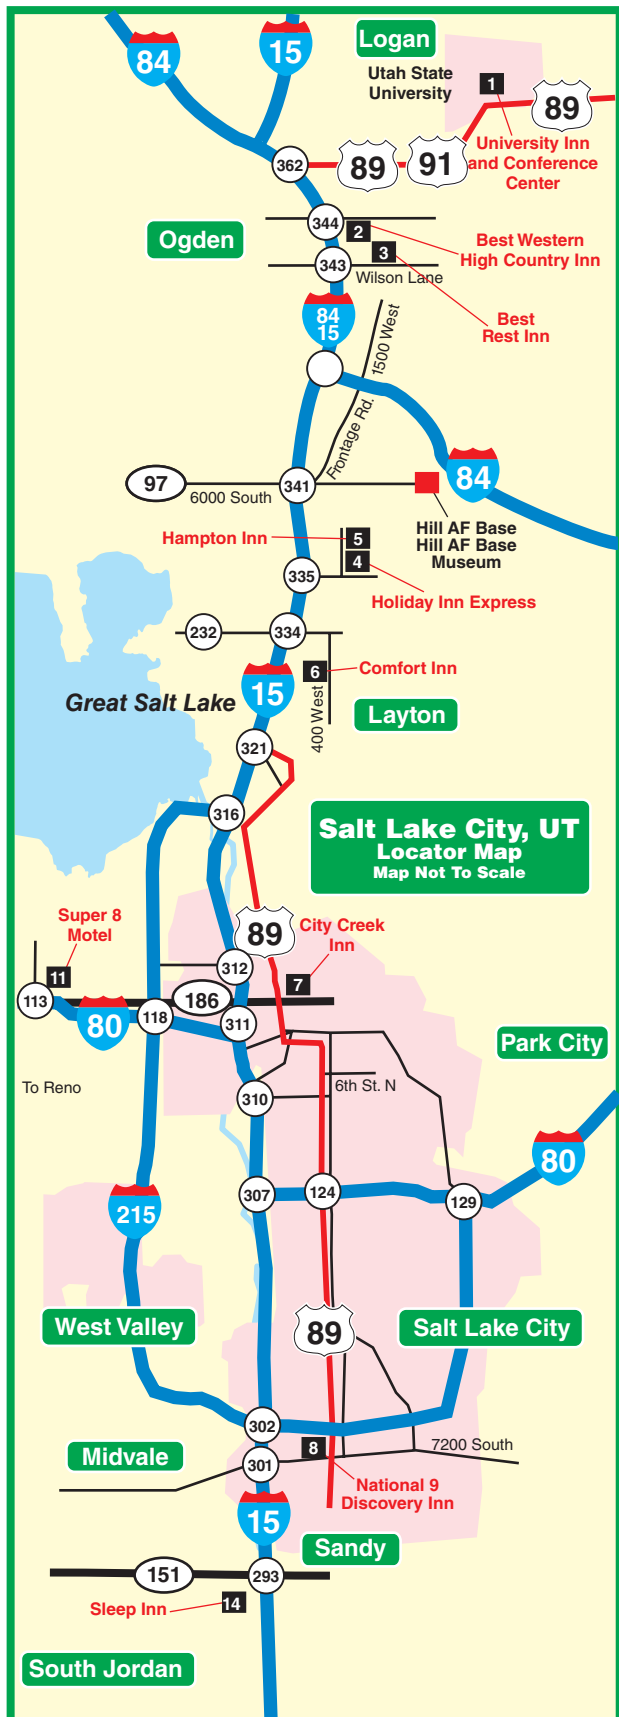 84
15
Logan
Utah State
University
1
89
University Inn
and Conference
Center
362
89
91
344
2
Ogden
3
Best Western
High Country Inn
343
Wilson Lane
84
15
Best
Rest Inn
1500 West
Frontage Rd.
97
6000 South
341
84
Hill AF Base
Hill AF Base
Museum
Hampton Inn
5
4
335
Holiday Inn Express
232
334
6
Comfort Inn
15
Great Salt Lake
400 West
Layton
321
316
Salt Lake City, UT
Locator Map
Map Not To Scale
Super 8
Motel
89
City Creek
Inn
312
11
7
113
186
118
311
80
Park City
To Reno
6th St. N
310
80
307
124
129
215
West Valley
89
Salt Lake City
302
Midvale
8
7200 South
301
National 9
Discovery Inn
15
Sandy
151
293
Sleep Inn
14
South Jordan